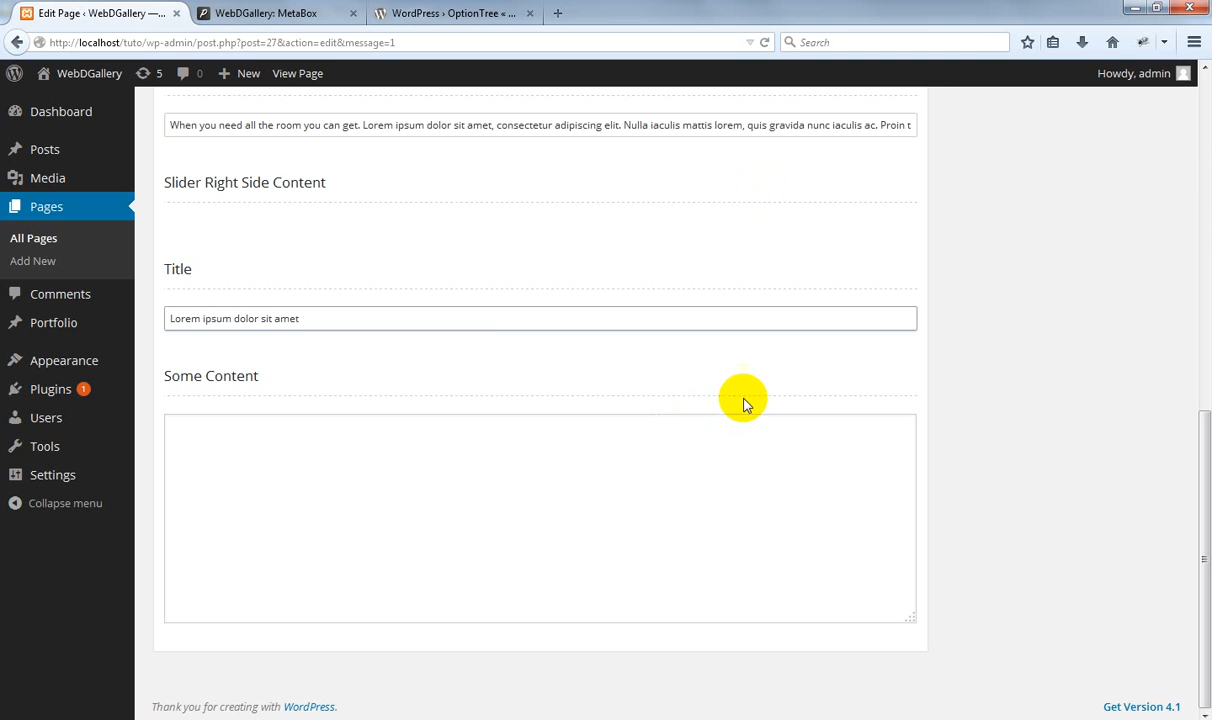 Edit Page ‹ WebDGallery —...
WebDGallery: MetaBox
WordPress › OptionTree « ...
http://localhost/tuto/wp-admin/post.php?post=27&action=edit&message=1
Search
WebDGallery
5
0
New
View Page
Howdy, admin
Dashboard
Posts
Media
Pages
All Pages
Add New
Comments
Portfolio
Appearance
Plugins 1
Users
Tools
Settings
Collapse menu
When you need all the room you can get. Lorem ipsum dolor sit amet, consectetur adipiscing elit. Nulla iaculis mattis lorem, quis gravida nunc iaculis ac. Proin t
Slider Right Side Content
Title
Lorem ipsum dolor sit amet
Some Content
Thank you for creating with WordPress.
Get Version 4.1